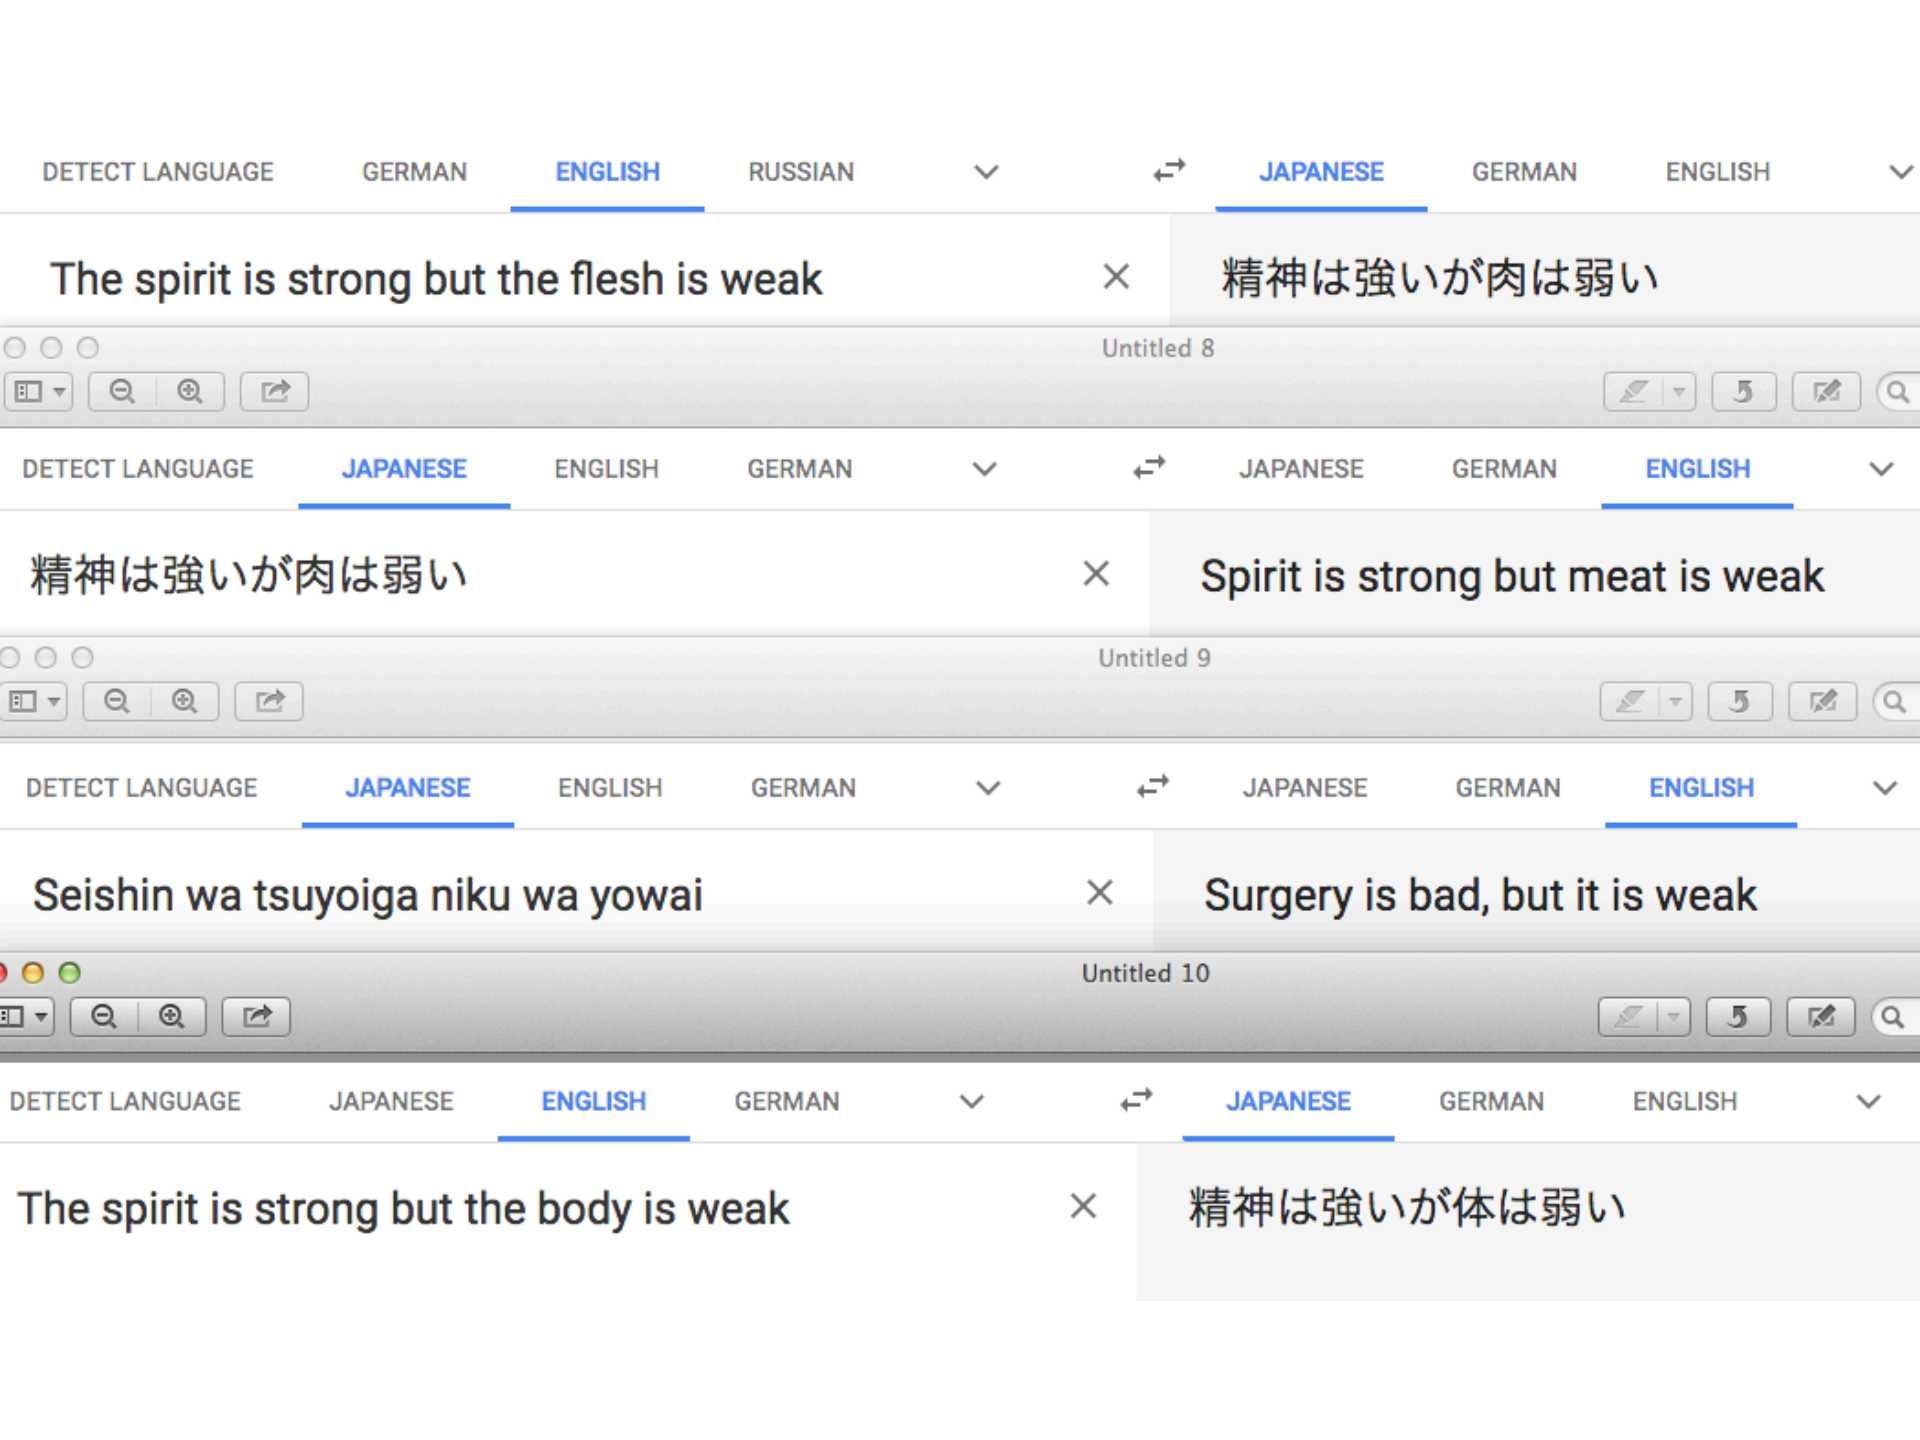 DETECT LANGUAGE GERMAN ENGLISH RUSSIAN JAPANESE GERMAN ENGLISH
The spirit is strong but the flesh is weak 精神は強いが肉は弱い
Untitled 8
DETECT LANGUAGE JAPANESE ENGLISH GERMAN JAPANESE GERMAN ENGLISH
精神は強いが肉は弱い Spirit is strong but meat is weak
Untitled 9
DETECT LANGUAGE JAPANESE ENGLISH GERMAN JAPANESE GERMAN ENGLISH
Seishin wa tsuyoiga niku wa yowai Surgery is bad, but it is weak
Untitled 10
DETECT LANGUAGE JAPANESE ENGLISH GERMAN JAPANESE GERMAN ENGLISH
The spirit is strong but the body is weak 精神は強いが体は弱い